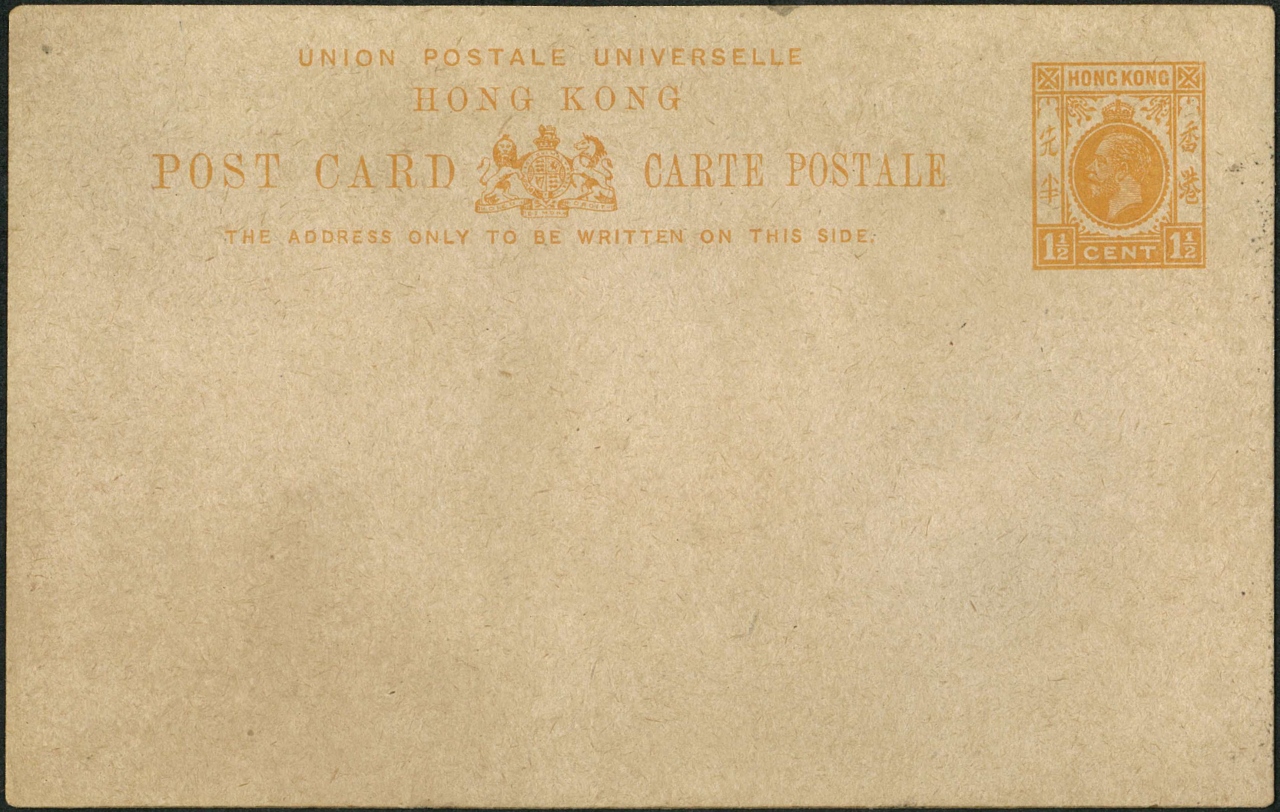 UNION POSTALE UNIVERSELLE
HONG KONG
POST CARD CARTE POSTALE
THE ADDRESS ONLY TO BE WRITTEN ON THIS SIDE.
HONG KONG
香港
先半
1½ CENT 1½